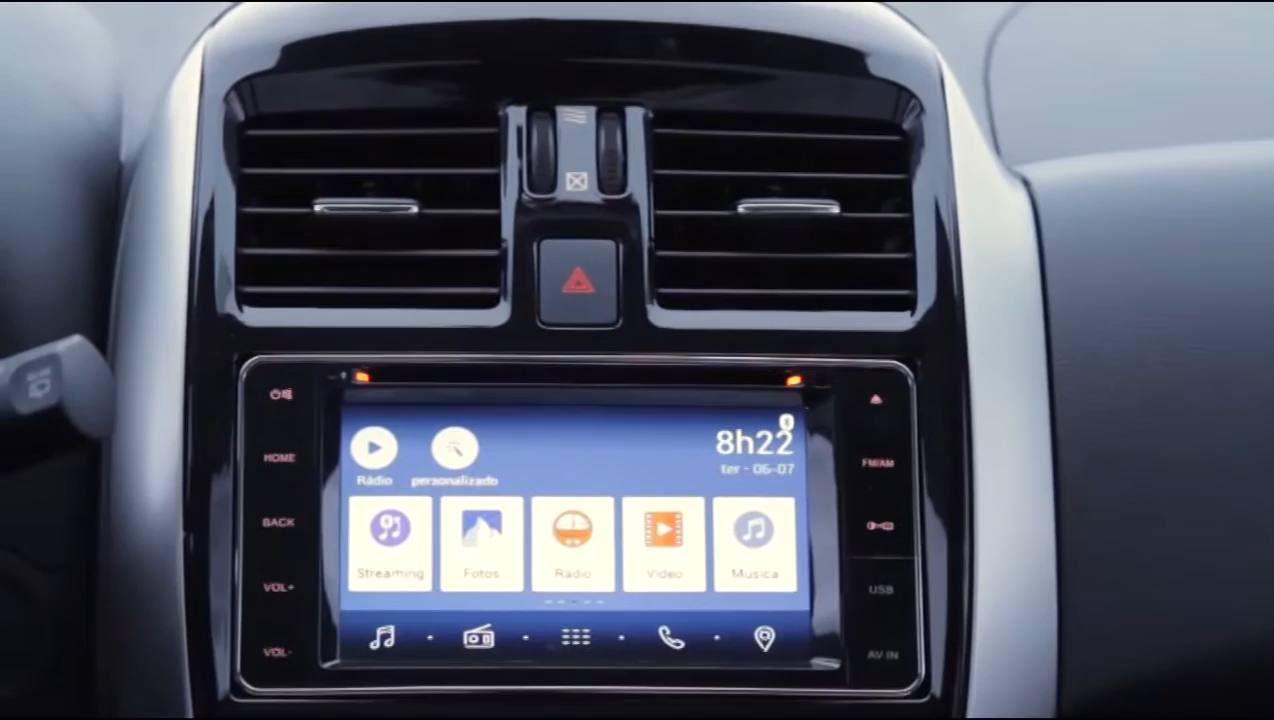 HOME
BACK
VOL+
VOL-
Rádio
personalizado
8h22
ter - 06-07
Streaming
Fotos
Radio
Video
Musica
FM/AM
USB
AV IN